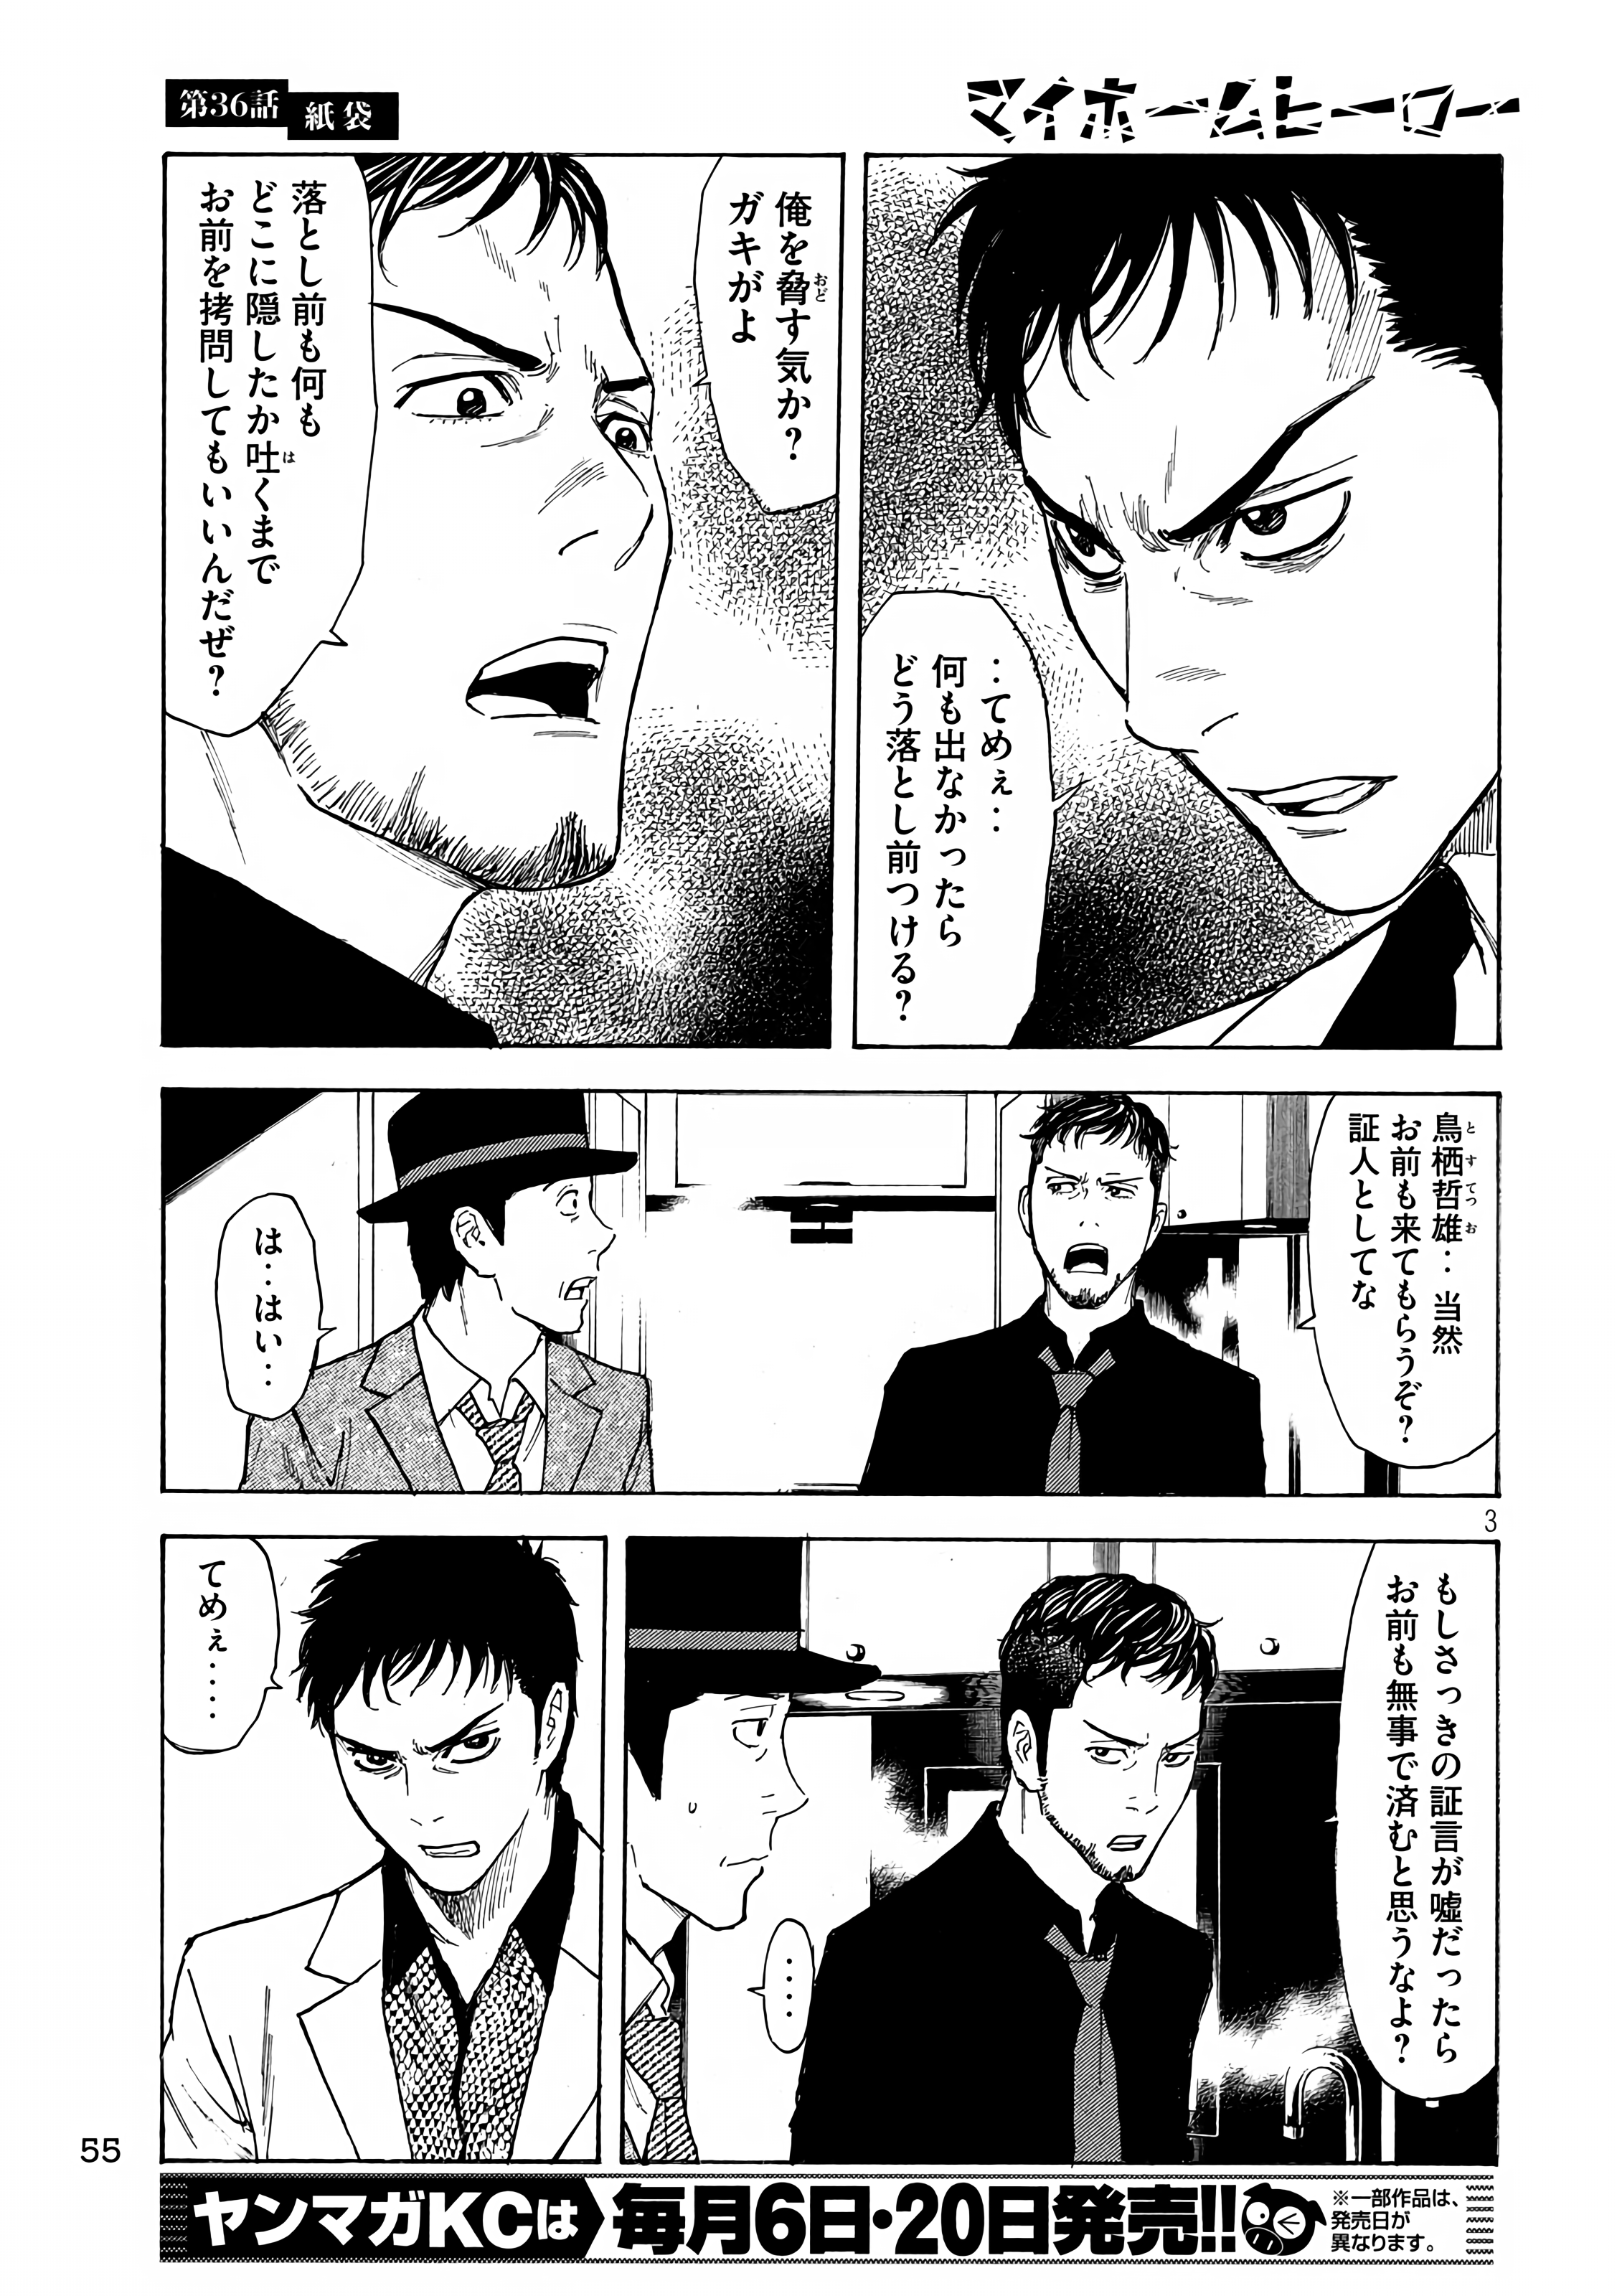 第36話
紙袋
マイホームヒーロー
‥てめぇ‥
何も出なかったら
どう落とし前つける？
俺を脅す気か？
おど
ガキがよ
落とし前も何も
どこに隠したか吐くまで
は
お前を拷問してもいいんだぜ？
鳥栖哲雄‥当然
とすてつお
お前も来てもらうぞ？
証人としてな
は‥はい‥
3
もしさっきの証言が嘘だったら
お前も無事で済むと思うなよ？
‥‥
てめぇ‥‥
55
ヤンマガKCは
毎月6日・20日発売!!
※一部作品は、
発売日が
異なります。